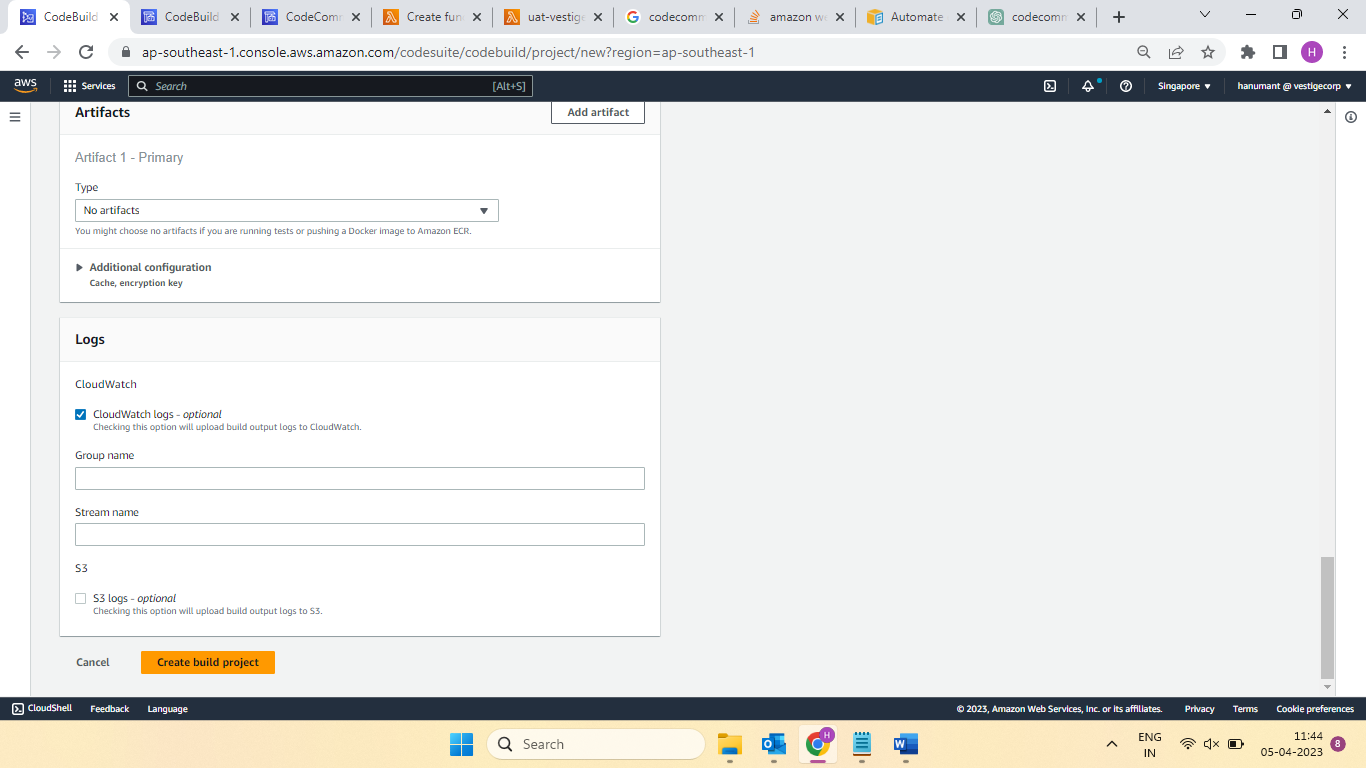 CodeBuild
CodeBuild
CodeComm
Create fun
uat-vestige
codecomm
amazon we
Automate
codecomm
ap-southeast-1.console.aws.amazon.com/codesuite/codebuild/project/new?region=ap-southeast-1
H
aws
Services
Search
[Alt+S]
Singapore
hanumant @ vestigecorp
Artifacts
Add artifact
Artifact 1 - Primary
Type
No artifacts
You might choose no artifacts if you are running tests or pushing a Docker image to Amazon ECR.
Additional configuration
Cache, encryption key
Logs
CloudWatch
CloudWatch logs - optional
Checking this option will upload build output logs to CloudWatch.
Group name
Stream name
S3
S3 logs - optional
Checking this option will upload build output logs to S3.
Cancel
Create build project
CloudShell
Feedback
Language
© 2023, Amazon Web Services, Inc. or its affiliates.
Privacy
Terms
Cookie preferences
Search
H
ENG
IN
11:44
05-04-2023
8